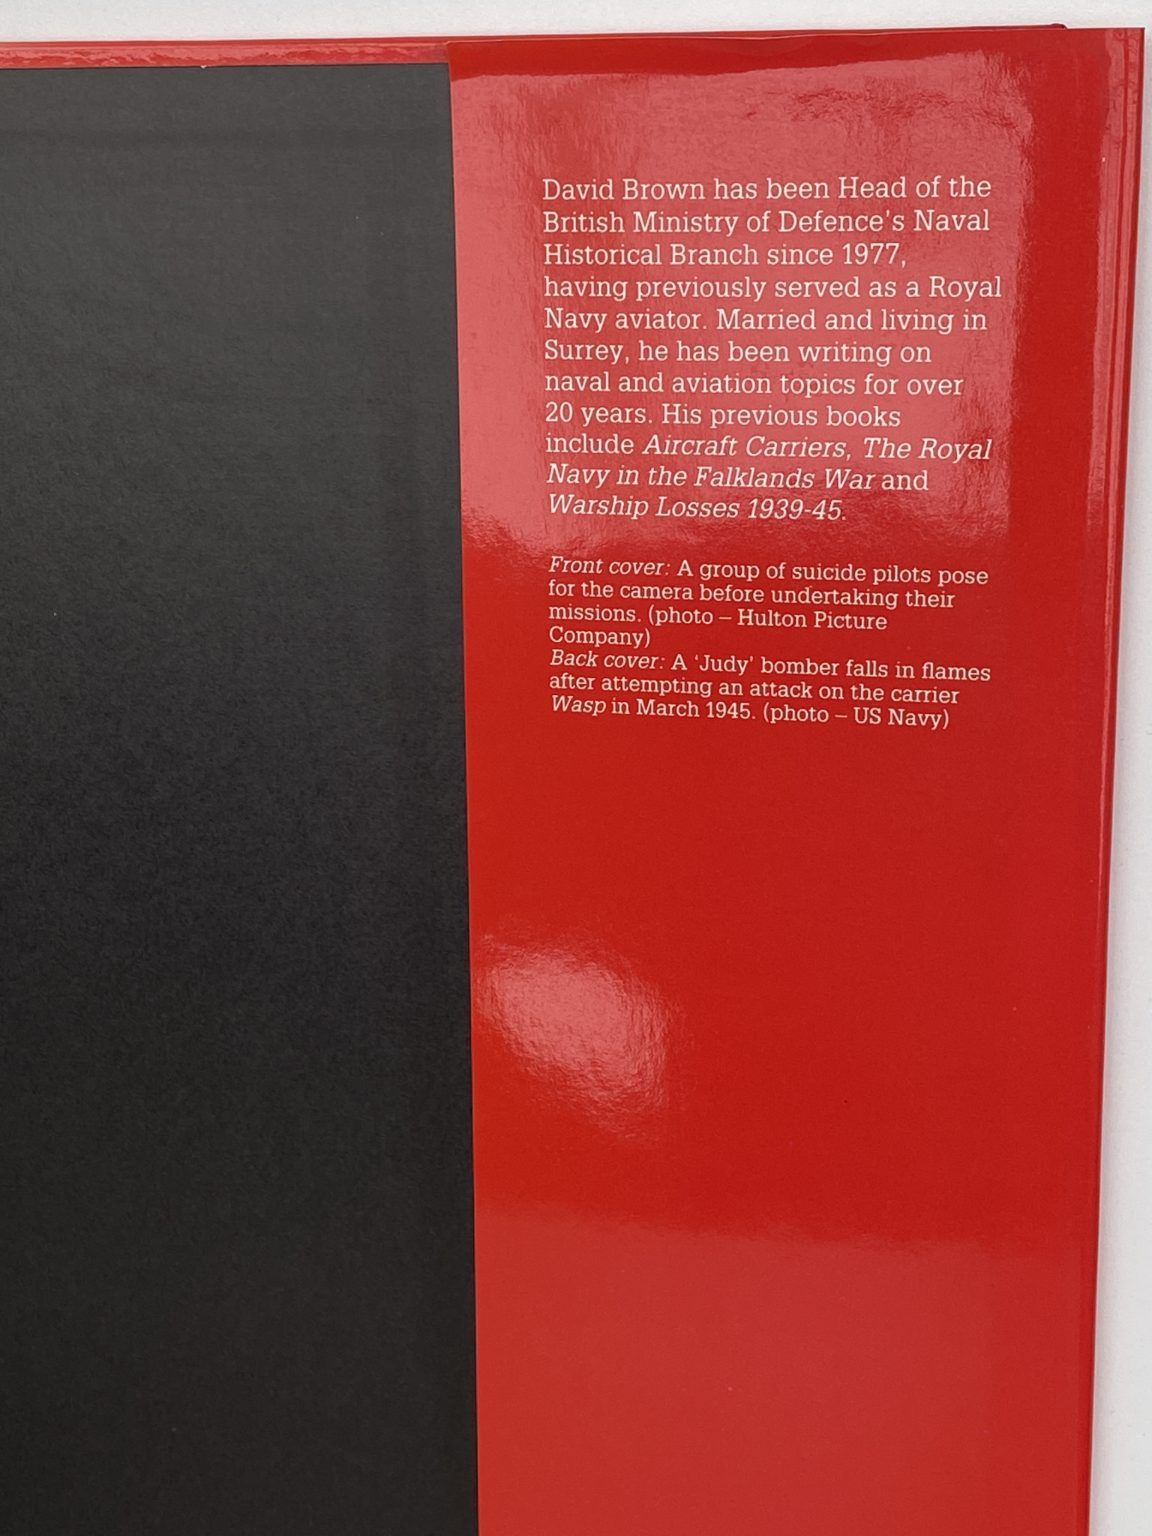 David Brown has been Head of the
British Ministry of Defence's Naval
Historical Branch since 1977,
having previously served as a Royal
Navy aviator. Married and living in
Surrey, he has been writing on
naval and aviation topics for over
20 years. His previous books
include Aircraft Carriers, The Royal
Navy in the Falklands War and
Warship Losses 1939-45.
Front cover: A group of suicide pilots pose
for the camera before undertaking their
missions. (photo – Hulton Picture
Company)
Back cover: A ‘Judy’ bomber falls in flames
after attempting an attack on the carrier
Wasp in March 1945. (photo – US Navy)